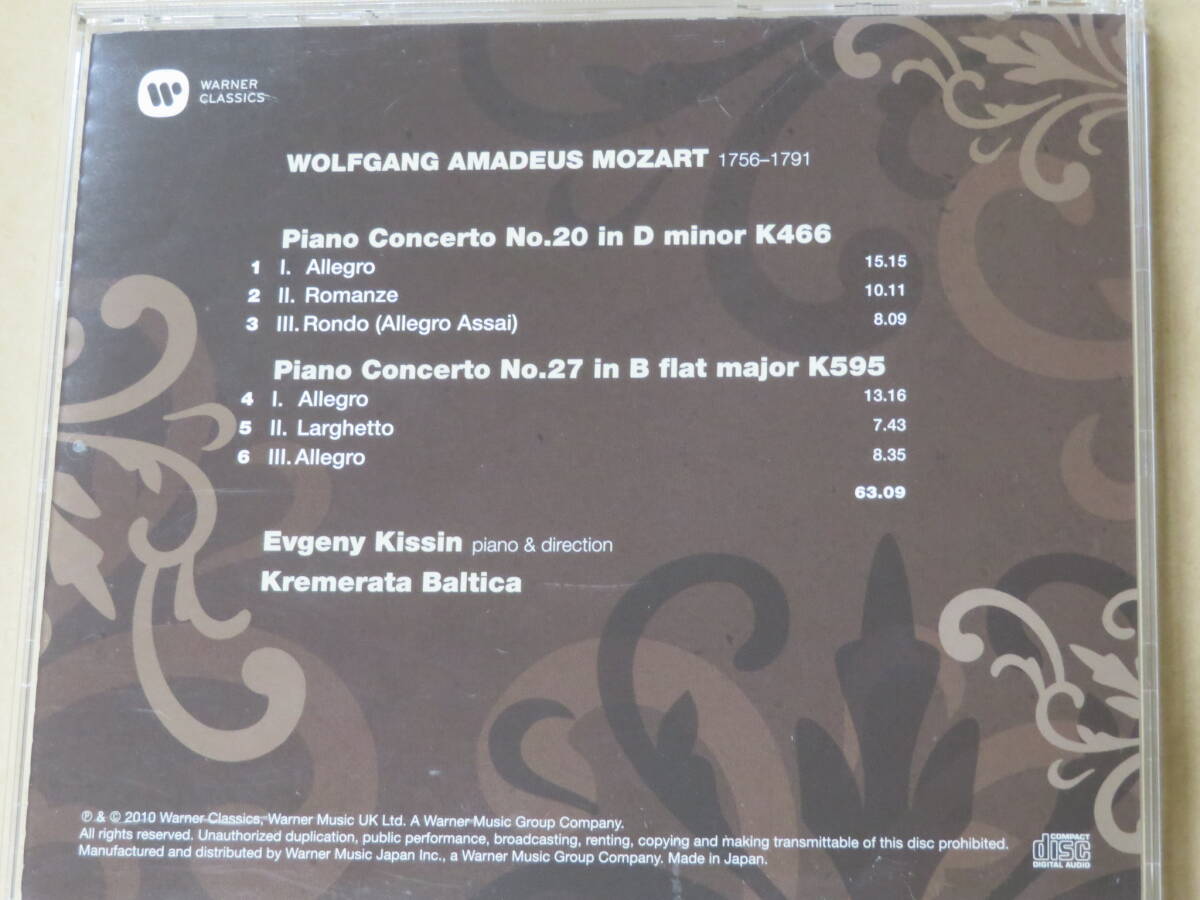 WARNER
CLASSICS
WOLFGANG AMADEUS MOZART 1756–1791
Piano Concerto No.20 in D minor K466
1 I. Allegro 15.15
2 II. Romanze 10.11
3 III. Rondo (Allegro Assai) 8.09
Piano Concerto No.27 in B flat major K595
4 I. Allegro 13.16
5 II. Larghetto 7.43
6 III. Allegro 8.35
63.09
Evgeny Kissin piano & direction
Kremerata Baltica
℗ & © 2010 Warner Classics, Warner Music UK Ltd. A Warner Music Group Company.
All rights reserved. Unauthorized duplication, public performance, broadcasting, renting, copying and making transmittable of this disc prohibited.
Manufactured and distributed by Warner Music Japan Inc., a Warner Music Group Company. Made in Japan.
COMPACT
disc
DIGITAL AUDIO